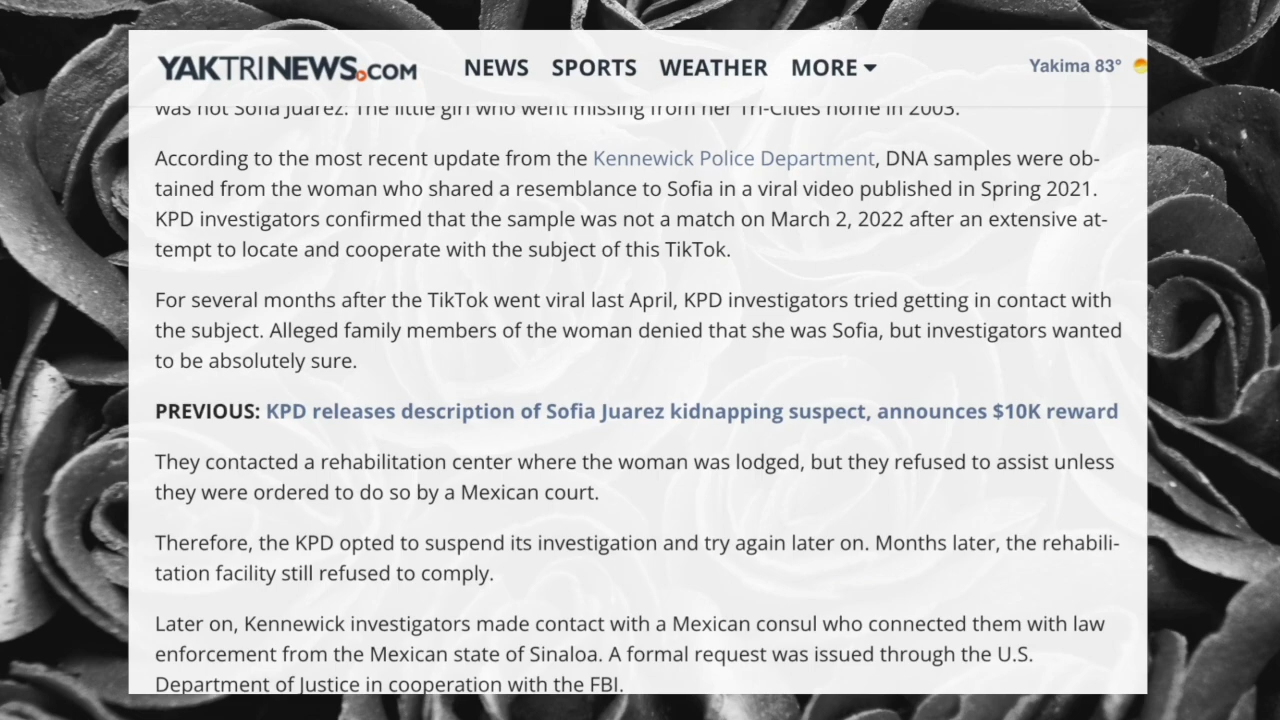 YAKTRINEWS.COM NEWS SPORTS WEATHER MORE Yakima 83°
was not Sofia Juarez. The little girl who went missing from her Tri-Cities home in 2003.
According to the most recent update from the Kennewick Police Department, DNA samples were ob-
tained from the woman who shared a resemblance to Sofia in a viral video published in Spring 2021.
KPD investigators confirmed that the sample was not a match on March 2, 2022 after an extensive at-
tempt to locate and cooperate with the subject of this TikTok.
For several months after the TikTok went viral last April, KPD investigators tried getting in contact with
the subject. Alleged family members of the woman denied that she was Sofia, but investigators wanted
to be absolutely sure.
PREVIOUS: KPD releases description of Sofia Juarez kidnapping suspect, announces $10K reward
They contacted a rehabilitation center where the woman was lodged, but they refused to assist unless
they were ordered to do so by a Mexican court.
Therefore, the KPD opted to suspend its investigation and try again later on. Months later, the rehabili-
tation facility still refused to comply.
Later on, Kennewick investigators made contact with a Mexican consul who connected them with law
enforcement from the Mexican state of Sinaloa. A formal request was issued through the U.S.
Department of Justice in cooperation with the FBI.